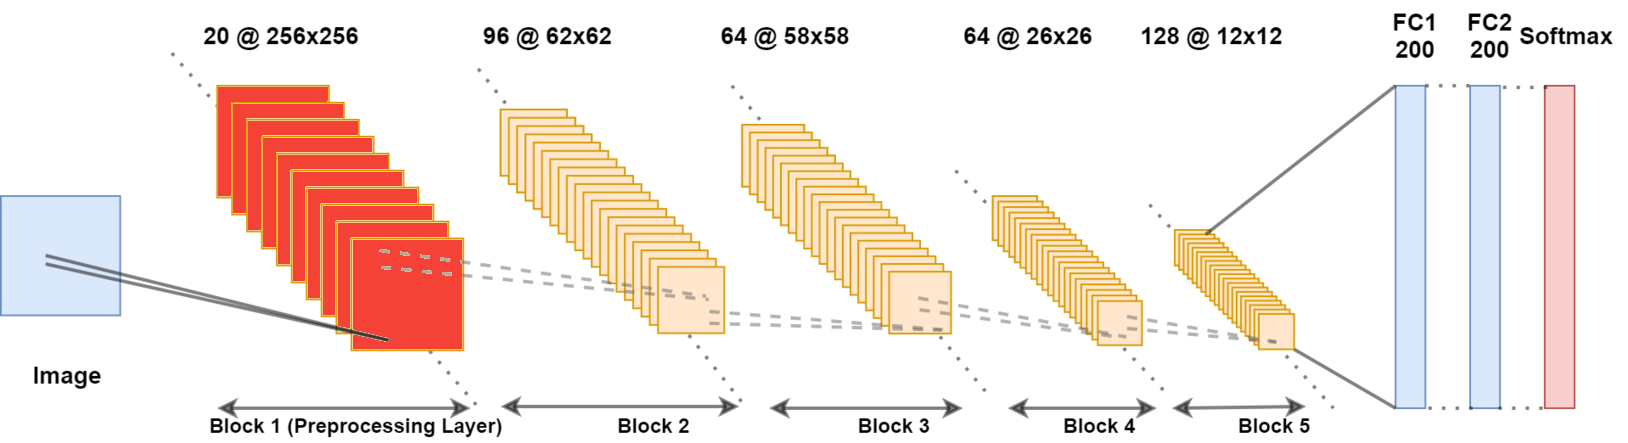 20 @ 256x256
96 @ 62x62
64 @ 58x58
64 @ 26x26
128 @ 12x12
FC1
200
FC2
200
Softmax
Image
Block 1 (Preprocessing Layer)
Block 2
Block 3
Block 4
Block 5